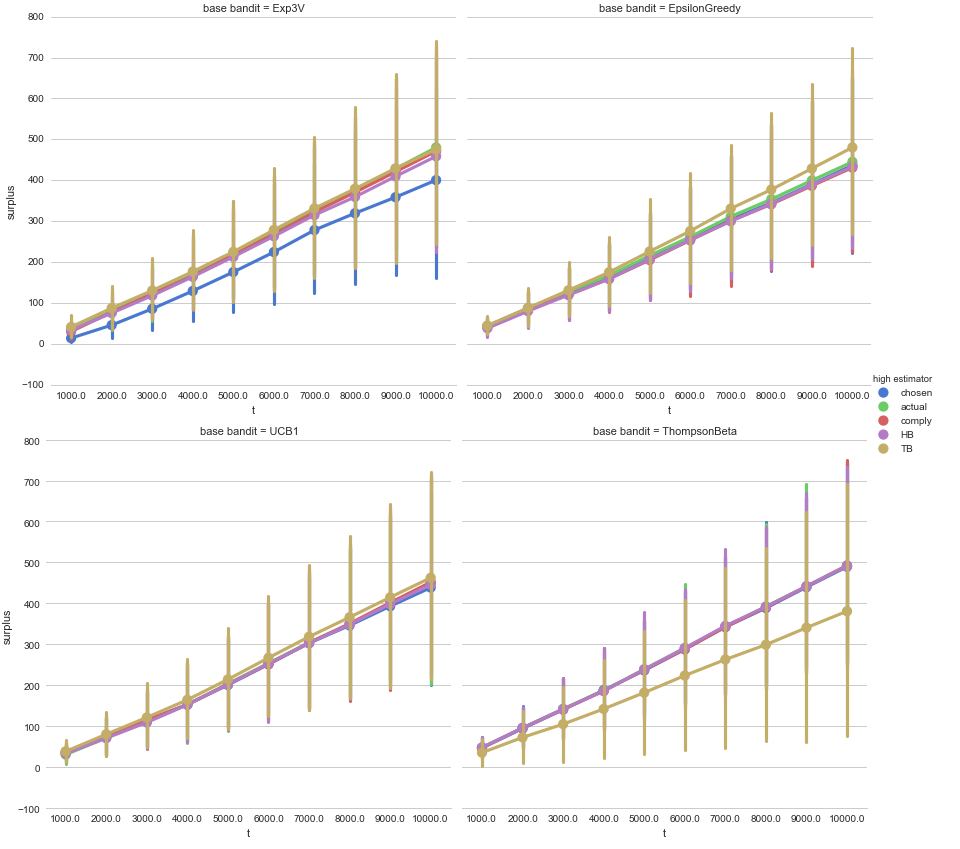 base bandit = Exp3V
base bandit = EpsilonGreedy
800
700
600
500
400
300
200
100
0
−100
surplus
1000.0 2000.0 3000.0 4000.0 5000.0 6000.0 7000.0 8000.0 9000.0 10000.0
t
1000.0 2000.0 3000.0 4000.0 5000.0 6000.0 7000.0 8000.0 9000.0 10000.0
t
high estimator
chosen
actual
comply
HB
TB
base bandit = UCB1
base bandit = ThompsonBeta
800
700
600
500
400
300
200
100
0
−100
surplus
1000.0 2000.0 3000.0 4000.0 5000.0 6000.0 7000.0 8000.0 9000.0 10000.0
t
1000.0 2000.0 3000.0 4000.0 5000.0 6000.0 7000.0 8000.0 9000.0 10000.0
t